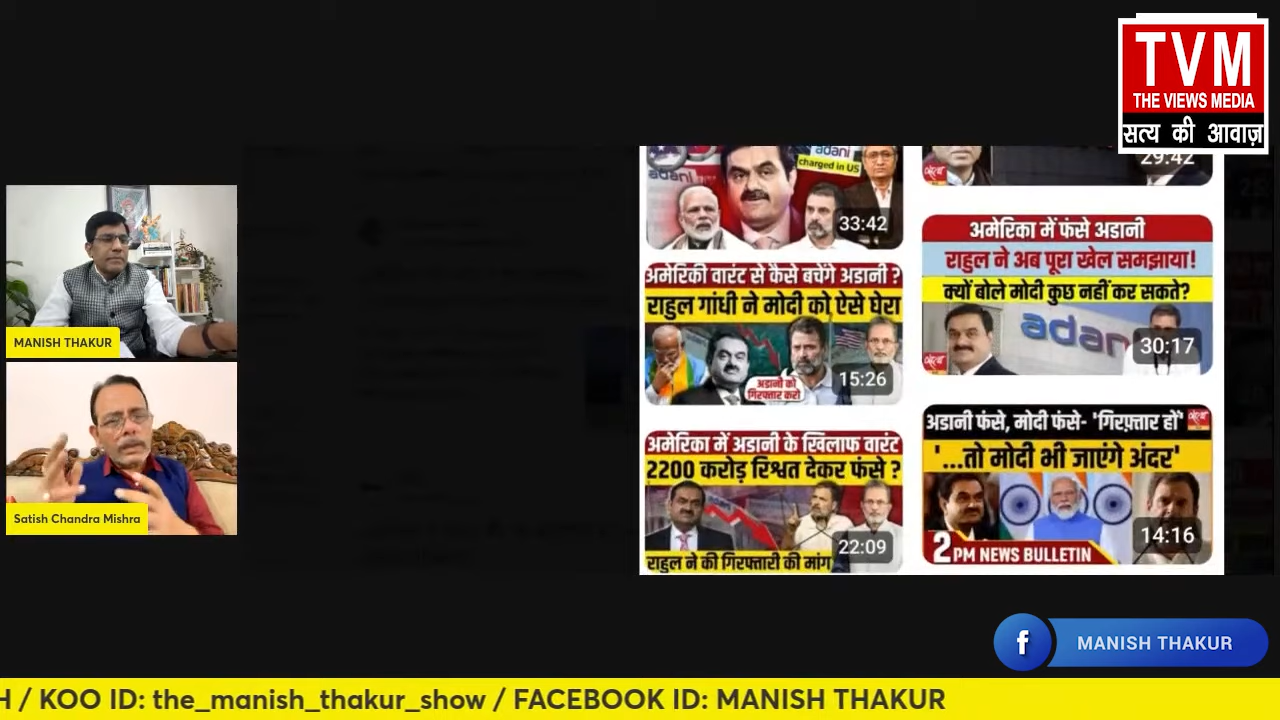 TVM
THE VIEWS MEDIA
सत्य की आवाज़
MANISH THAKUR
Satish Chandra Mishra
adani
charged in US
adani
33:42
अमेरिकी वारंट से कैसे बचेंगे अडानी ?
राहुल गांधी ने मोदी को ऐसे घेरा
अडानी को
गिरफ्तार करो
15:26
अमेरिका में अडानी के खिलाफ वारंट
2200 करोड़ रिश्वत देकर फंसे ?
22:09
राहुल ने की गिरफ्तारी की मांग
29:42
अमेरिका में फंसे अडानी
राहुल ने अब पूरा खेल समझाया!
क्यों बोले मोदी कुछ नहीं कर सकते?
adani
30:17
अडानी फंसे, मोदी फंसे- 'गिरफ़्तार हों'
'...तो मोदी भी जाएंगे अंदर'
14:16
2PM NEWS BULLETIN
f MANISH THAKUR
H / KOO ID: the_manish_thakur_show / FACEBOOK ID: MANISH THAKUR